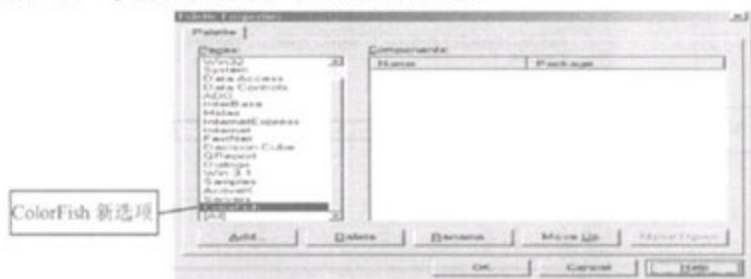 Palette Properties
Palette
Pages:
Components:
Name
Package
Win32
System
Data Access
Data Controls
ADO
InterBase
Midas
InternetExpress
Internet
FastNet
Decision Cube
QReport
Dialogs
Win 3.1
Samples
ActiveX
Servers
ColorFish
[All]
ColorFish 新选项
Add...
Delete
Rename...
Move Up
Move Down
OK
Cancel
Help